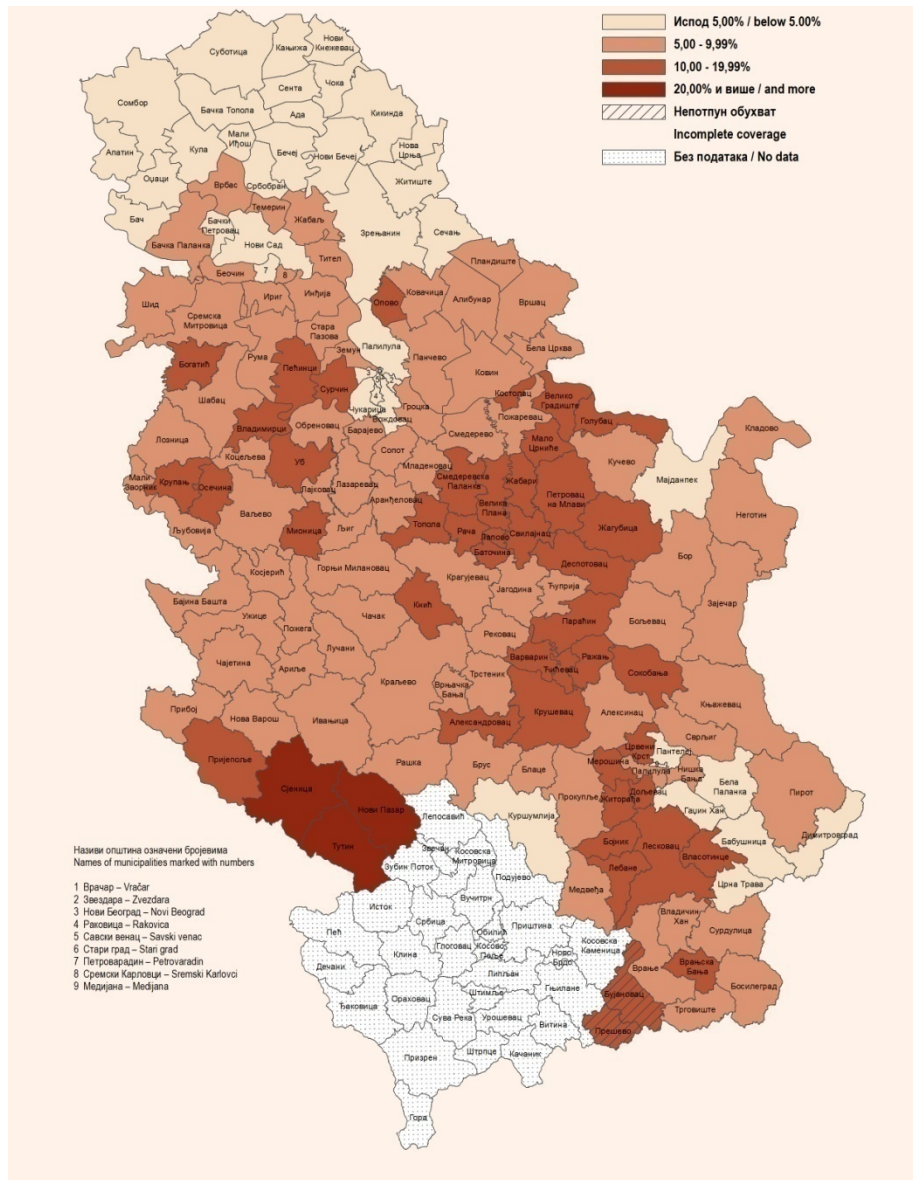 Испод 5,00% / below 5.00%
5,00 - 9,99%
10,00 - 19,99%
20,00% и више / and more
Непотпун обухват
Incomplete coverage
Без података / No data
Суботица
Кањижа
Нови
Кнежевац
Сомбор
Бачка Топола
Сента
Чока
Ада
Кикинда
Мали
Иђош
Апатин
Кула
Бечеј
Нови Бечеј
Нова
Црња
Оџаци
Врбас
Србобран
Житиште
Бач
Темерин
Жабаљ
Бачки
Петровац
Бачка Паланка
Нови Сад
Зрењанин
Сечањ
7
8
Беочин
Тител
Пландиште
Шид
Ириг
Инђија
Опово
Ковачица
Алибунар
Вршац
Сремска
Митровица
Стара
Пазова
Рума
Земун
Палилула
Панчево
Бела Црква
Богатић
Пећинци
Сурчин
Ковин
Шабац
3
4
Чукарица
Вождовац
Гроцка
Костолац
Велико
Градиште
Голубац
Кладово
Владимирци
Обреновац
Барајево
Смедерево
Пожаревац
Мало
Црниће
Кучево
Мајданпек
Лозница
Коцељева
Уб
Сопот
Младеновац
Мали
Зворник
Крупањ
Осечина
Лајковац
Лазаревац
Аранђеловац
Смедеревска
Паланка
Жабари
Велика
Плана
Петровац
на Млави
Жагубица
Неготин
Љубовија
Ваљево
Мионица
Љиг
Топола
Рача
Лапово
Свилајнац
Баточина
Бор
Деспотовац
Косјерић
Горњи Милановац
Крагујевац
Јагодина
Ћуприја
Бајина Башта
Ужице
Пожега
Чачак
Кнић
Параћин
Бољевац
Зајечар
Чајетина
Ариље
Лучани
Рековац
Варварин
Ћићевац
Ражањ
Сокобања
Краљево
Врњачка
Бања
Трстеник
Крушевац
Прибој
Нова Варош
Ивањица
Александровац
Алексинац
Књажевац
Пријепоље
Рашка
Брус
Блаце
Црвени
Крст
Пантелеј
Сврљиг
Мерошина
Палилула
9
Нишка
Бања
Бела
Паланка
Пирот
Сјеница
Нови Пазар
Прокупље
Житорађа
Дољевац
Гаџин Хан
Димитровград
Тутин
Лепосавић
Куршумлија
Бојник
Лесковац
Бабушница
Звечан
Косовска
Митровица
Зубин Поток
Подујево
Лебане
Власотинце
Црна Трава
Вучитрн
Медвеђа
Владичин
Хан
Сурдулица
Исток
Србица
Пећ
Обилић
Приштина
Клина
Глоговац
Косово
Поље
Ново
Брдо
Косовска
Каменица
Врање
Врањска
Бања
Босилеград
Дечани
Липљан
Гњилане
Бујановац
Трговиште
Ђаковица
Ораховац
Штимље
Сува Река
Урошевац
Витина
Прешево
Призрен
Штрпце
Качаник
Гора
Називи општина означени бројевима
Names of municipalities marked with numbers
1 Врачар – Vračar
2 Звездара – Zvezdara
3 Нови Београд – Novi Beograd
4 Раковица – Rakovica
5 Савски венац – Savski venac
6 Стари град – Stari grad
7 Петроварадин – Petrovaradin
8 Сремски Карловци – Sremski Karlovci
9 Медијана – Medijana